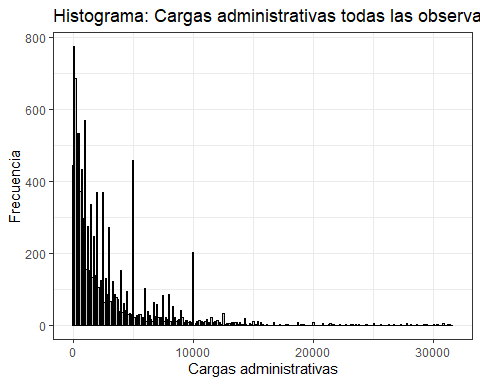 Histograma: Cargas administrativas todas las observa
800
600
400
200
0
Frecuencia
0 10000 20000 30000
Cargas administrativas